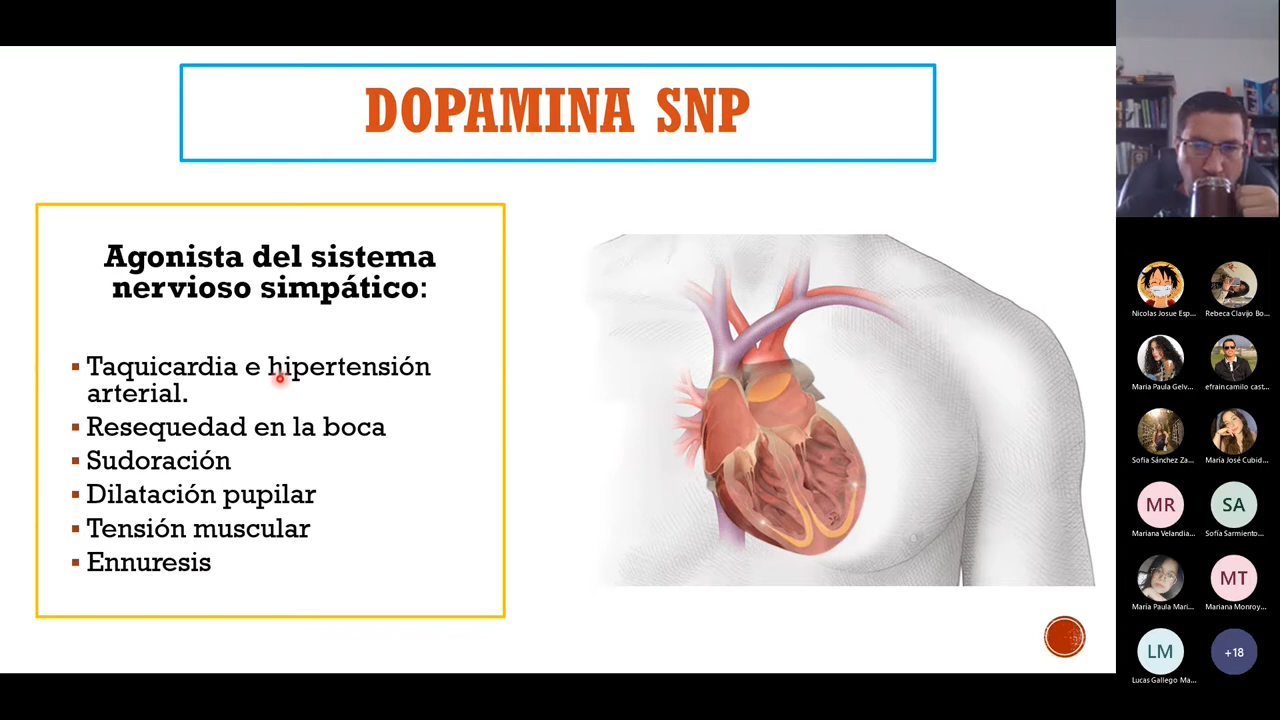 DOPAMINA SNP
Agonista del sistema
nervioso simpático:
Taquicardia e hipertensión
arterial.
Resequedad en la boca
Sudoración
Dilatación pupilar
Tensión muscular
Ennuresis
Nicolas Josue Esp...
Rebeca Clavijo Bo...
Maria Paula Gelv...
efrain camilo cast...
Sofia Sánchez Za...
María José Cubid...
MR
SA
Mariana Velandia...
Sofía Sarmiento...
MT
María Paula Mari...
Mariana Monroy...
LM
+18
Lucas Gallego Ma...